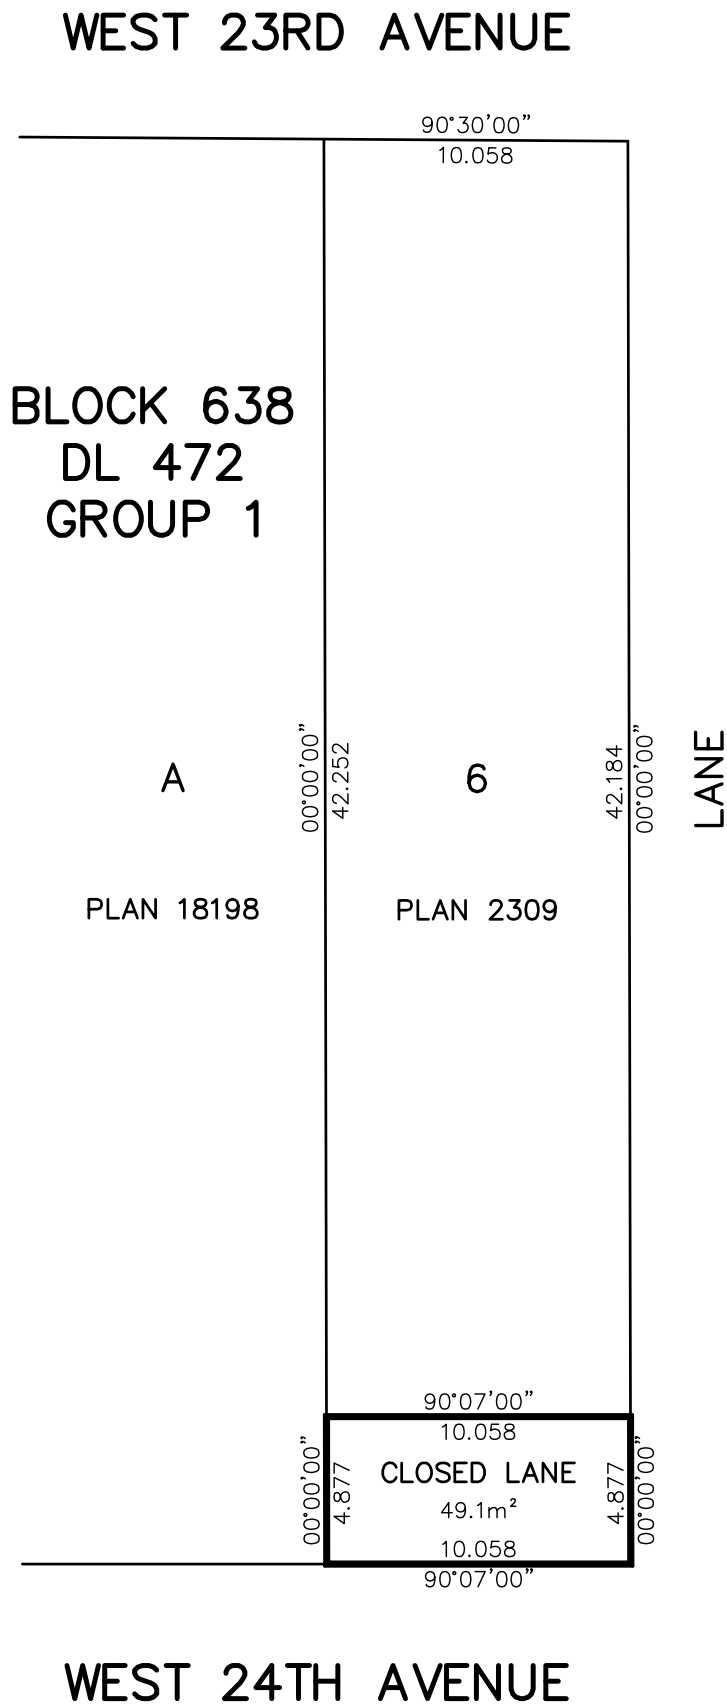 WEST 23RD AVENUE
90°30'00"
10.058
BLOCK 638
DL 472
GROUP 1
00°00'00"
42.252
42.184
00°00'00"
LANE
A
6
PLAN 18198
PLAN 2309
90°07'00"
10.058
00°00'00"
4.877
CLOSED LANE
49.1m²
4.877
00°00'00"
10.058
90°07'00"
WEST 24TH AVENUE